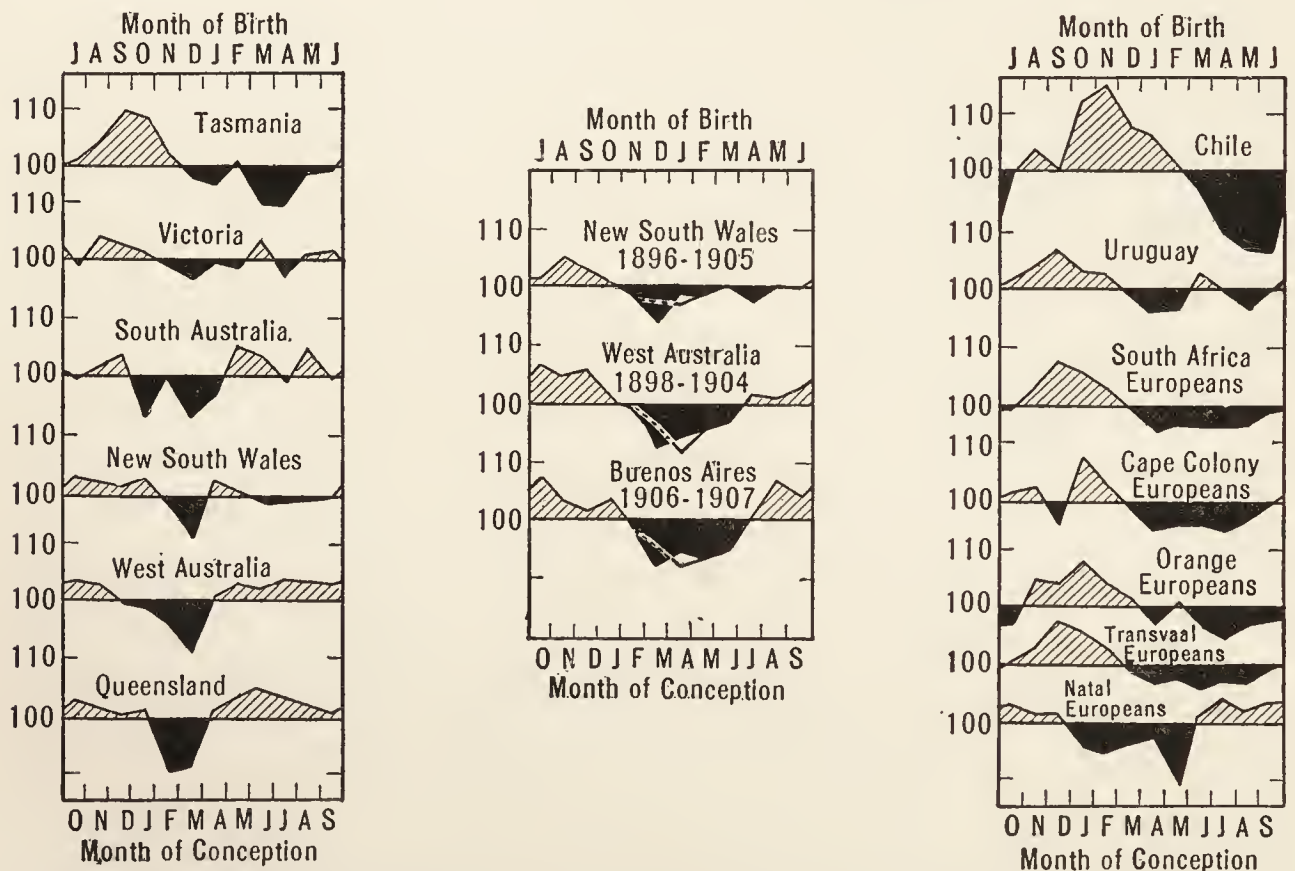 Month of Birth
J A S O N D J F M A M J
110
Tasmania
100
110
Victoria
100
110
South Australia.
100
110
New South Wales
100
110
West Australia
100
110
Queensland
100
O N D J F M A M J J A S
Month of Conception
Month of Birth
J A S O N D J F M A M J
110
New South Wales
1896-1905
100
110
West Australia
1898-1904
100
110
Buenos Aires
1906-1907
100
O N D J F M A M J J A S
Month of Conception
Month of Birth
J A S O N D J F M A M J
110
Chile
100
110
Uruguay
100
110
South Africa
Europeans
100
110
Cape Colony
Europeans
100
110
Orange
Europeans
100
110
Transvaal
Europeans
100
Natal
Europeans
100
O N D J F M A M J J A S
Month of Conception